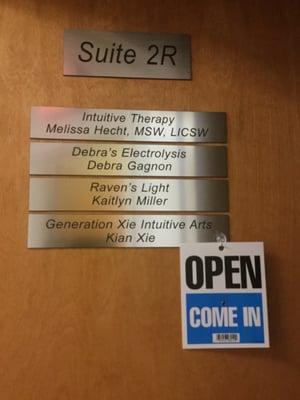 Suite 2R
Intuitive Therapy
Melissa Hecht, MSW, LICSW
Debra's Electrolysis
Debra Gagnon
Raven's Light
Kaitlyn Miller
Generation Xie Intuitive Arts
Kian Xie
OPEN
COME IN